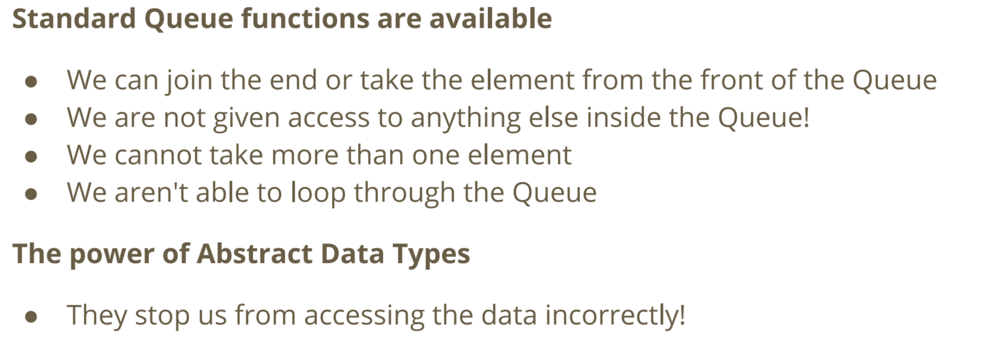 Standard Queue functions are available
● We can join the end or take the element from the front of the Queue
● We are not given access to anything else inside the Queue!
● We cannot take more than one element
● We aren't able to loop through the Queue
The power of Abstract Data Types
● They stop us from accessing the data incorrectly!